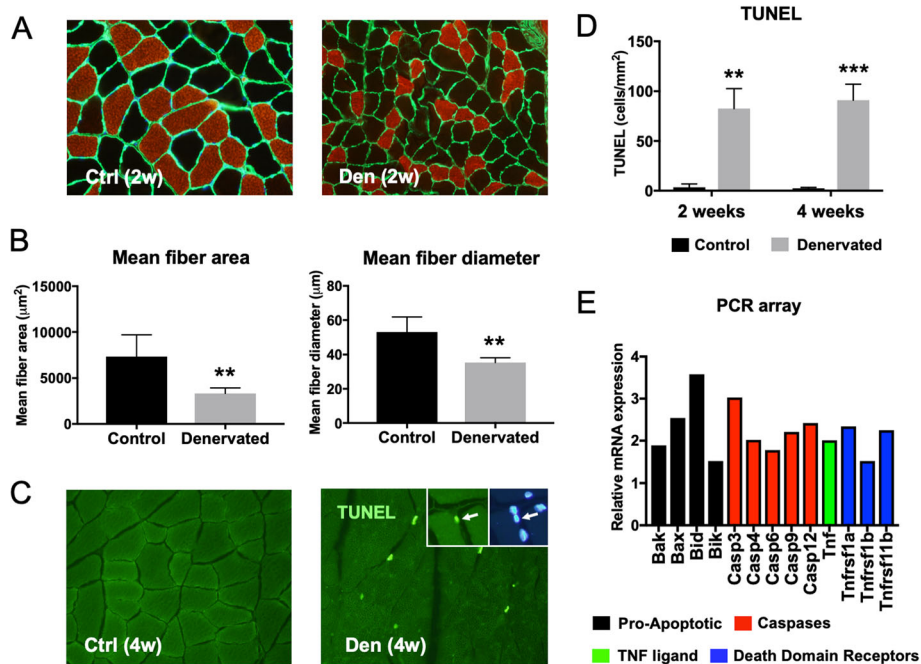 A
Ctrl (2w)
Den (2w)
B
Mean fiber area
Mean fiber area (μm²)
15000
10000
5000
0
**
Control
Denervated
Mean fiber diameter
Mean fiber diameter (μm)
80
60
40
20
0
**
Control
Denervated
C
Ctrl (4w)
TUNEL
Den (4w)
D
TUNEL
TUNEL (cells/mm²)
150
100
50
0
**
***
2 weeks
4 weeks
Control
Denervated
E
PCR array
Relative mRNA expression
4
3
2
1
0
Bak
Bax
Bid
Bik
Casp3
Casp4
Casp6
Casp9
Casp12
Tnf
Tnfrsf1a
Tnfrsf1b
Tnfrsf11b
Pro-Apoptotic
Caspases
TNF ligand
Death Domain Receptors